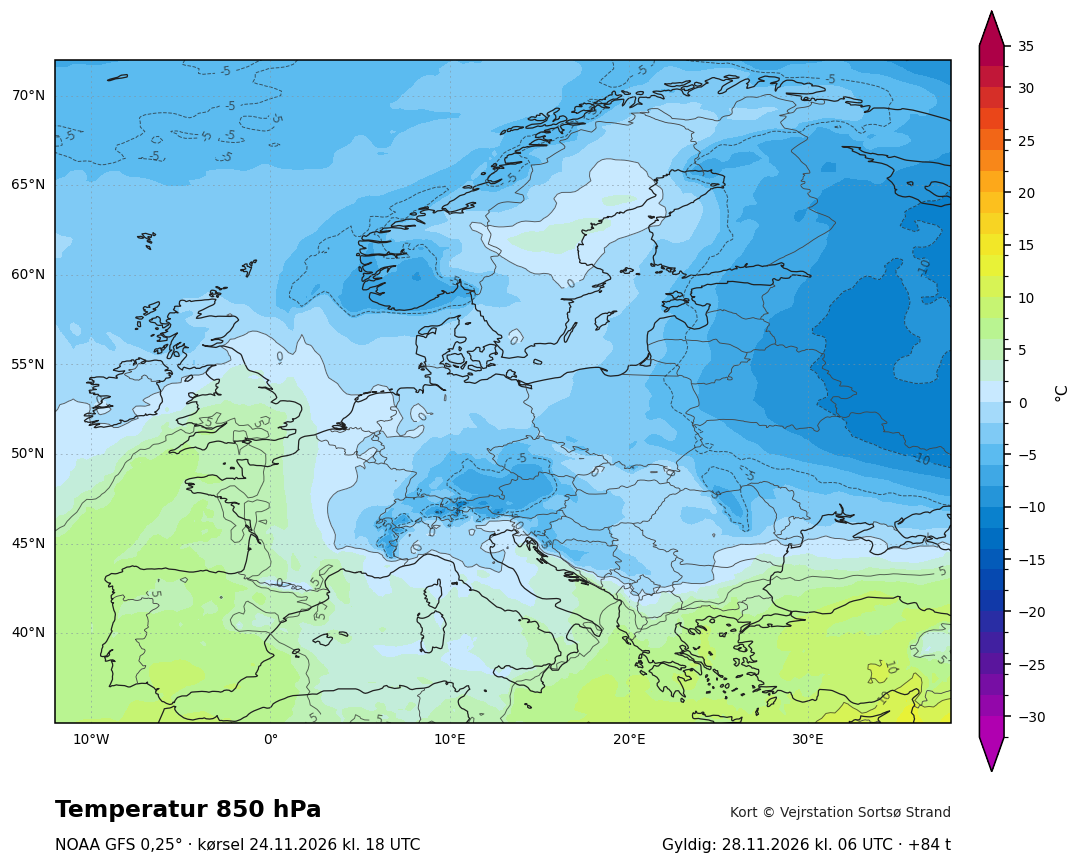 70°N
65°N
60°N
55°N
50°N
45°N
40°N
10°W
0°
10°E
20°E
30°E
35
30
25
20
15
10
5
0
−5
−10
−15
−20
−25
−30
°C
Temperatur 850 hPa
Kort © Vejrstation Sortsø Strand
NOAA GFS 0,25° · kørsel 24.11.2026 kl. 18 UTC
Gyldig: 28.11.2026 kl. 06 UTC · +84 t